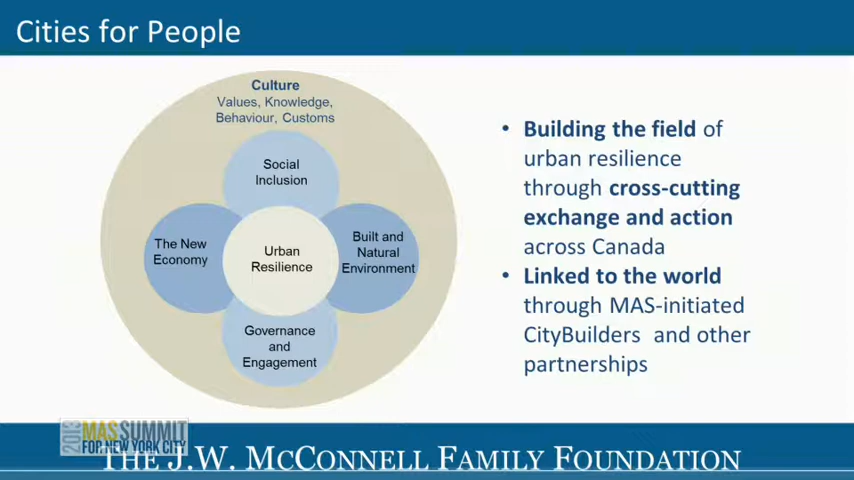 Cities for People
Culture
Values, Knowledge,
Behaviour, Customs
Social
Inclusion
The New
Economy
Urban
Resilience
Built and
Natural
Environment
Governance
and
Engagement
• Building the field of
urban resilience
through cross-cutting
exchange and action
across Canada
• Linked to the world
through MAS-initiated
CityBuilders and other
partnerships
2013 MAS SUMMIT
FOR NEW YORK CITY
THE J.W. MCCONNELL FAMILY FOUNDATION